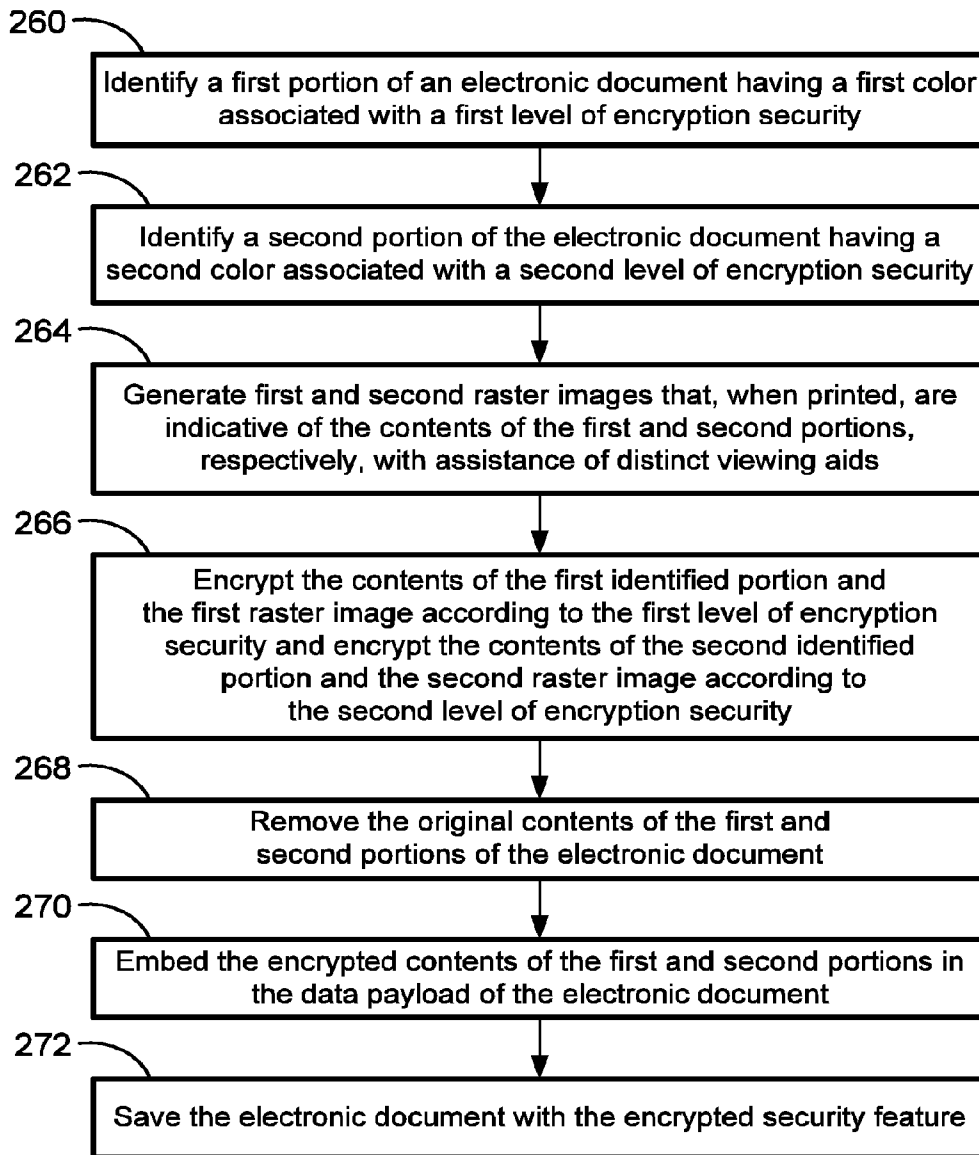 260
Identify a first portion of an electronic document having a first color
associated with a first level of encryption security
262
Identify a second portion of the electronic document having a
second color associated with a second level of encryption security
264
Generate first and second raster images that, when printed, are
indicative of the contents of the first and second portions,
respectively, with assistance of distinct viewing aids
266
Encrypt the contents of the first identified portion and
the first raster image according to the first level of encryption
security and encrypt the contents of the second identified
portion and the second raster image according to
the second level of encryption security
268
Remove the original contents of the first and
second portions of the electronic document
270
Embed the encrypted contents of the first and second portions in
the data payload of the electronic document
272
Save the electronic document with the encrypted security feature